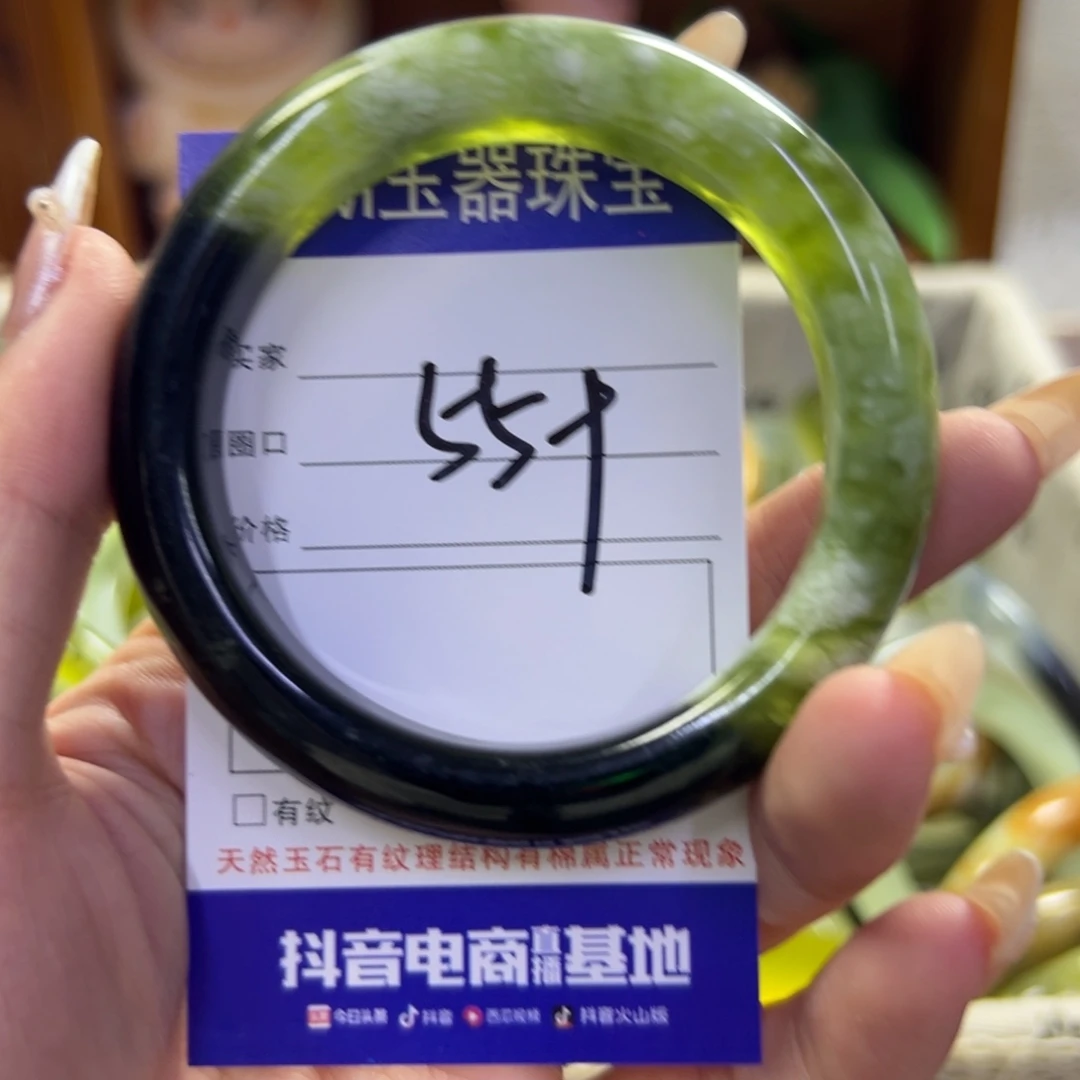 玉器珠宝
卖家
圈口
价格
有纹
天然玉石有纹理结构有棉属正常现象
抖音电商直播基地
今日头条 抖音 西瓜视频 抖音火山版